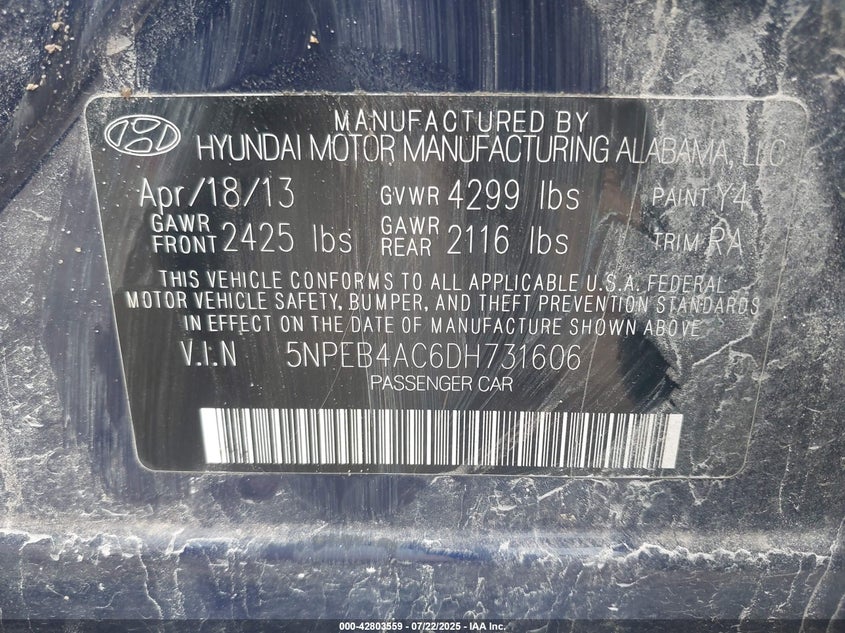 MANUFACTURED BY
HYUNDAI MOTOR MANUFACTURING ALABAMA, LLC
Apr/18/13 GVWR 4299 lbs PAINT Y4
GAWR FRONT 2425 lbs GAWR REAR 2116 lbs TRIM RA
THIS VEHICLE CONFORMS TO ALL APPLICABLE U.S.A. FEDERAL
MOTOR VEHICLE SAFETY, BUMPER, AND THEFT PREVENTION STANDARDS
IN EFFECT ON THE DATE OF MANUFACTURE SHOWN ABOVE
V.I.N 5NPEB4AC6DH731606
PASSENGER CAR
000-42803559 - 07/22/2025 - IAA Inc.